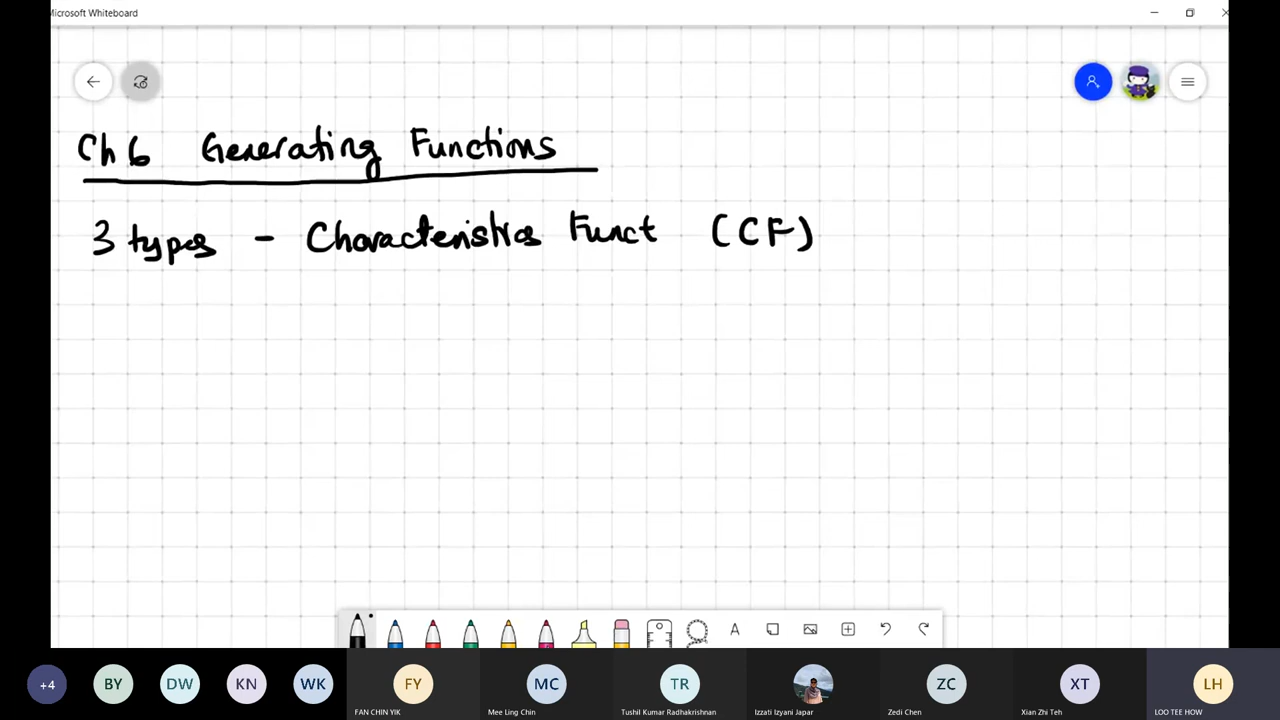 Microsoft Whiteboard
Ch 6 Generating Functions
3 types - Characteristics Funct (CF)
A
+4
BY
DW
KN
WK
FY
MC
TR
ZC
XT
LH
FAN CHIN YIK
Mee Ling Chin
Tushil Kumar Radhakrishnan
Izzati Izyani Japar
Zedi Chen
Xian Zhi Teh
LOO TEE HOW